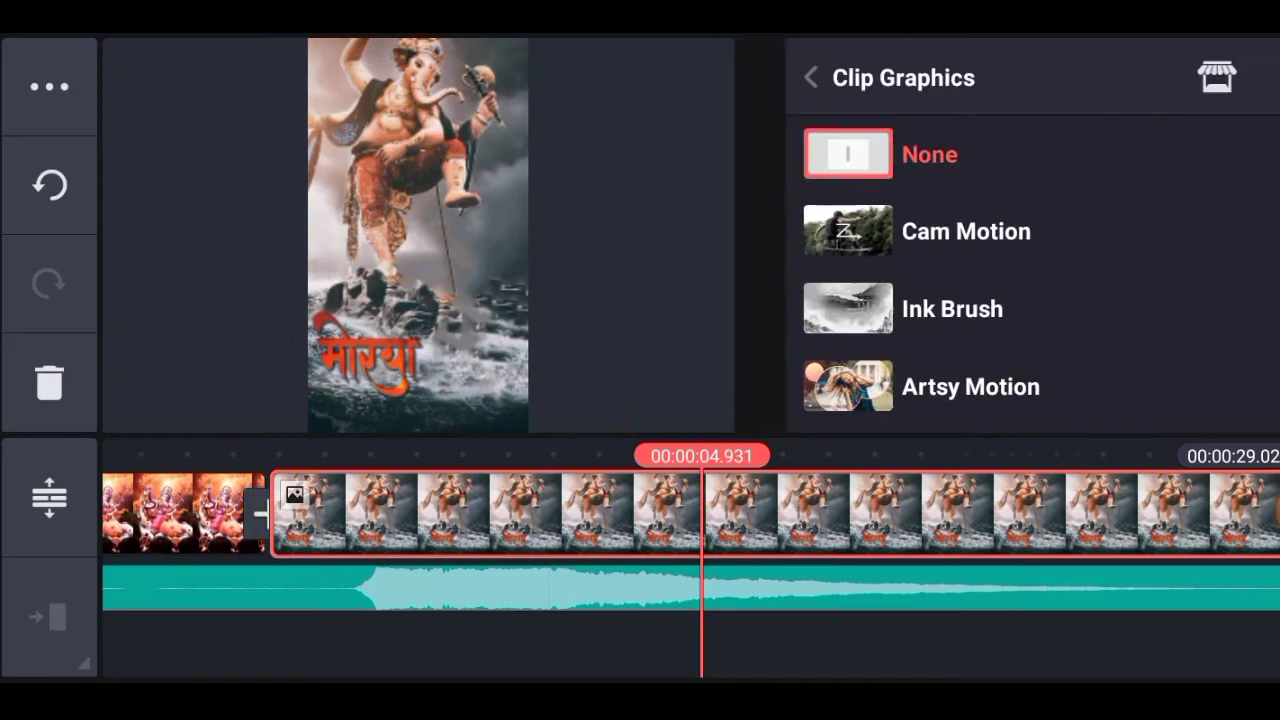 Clip Graphics
None
Cam Motion
Ink Brush
Artsy Motion
मोरया
00:00:04.931
00:00:29.02